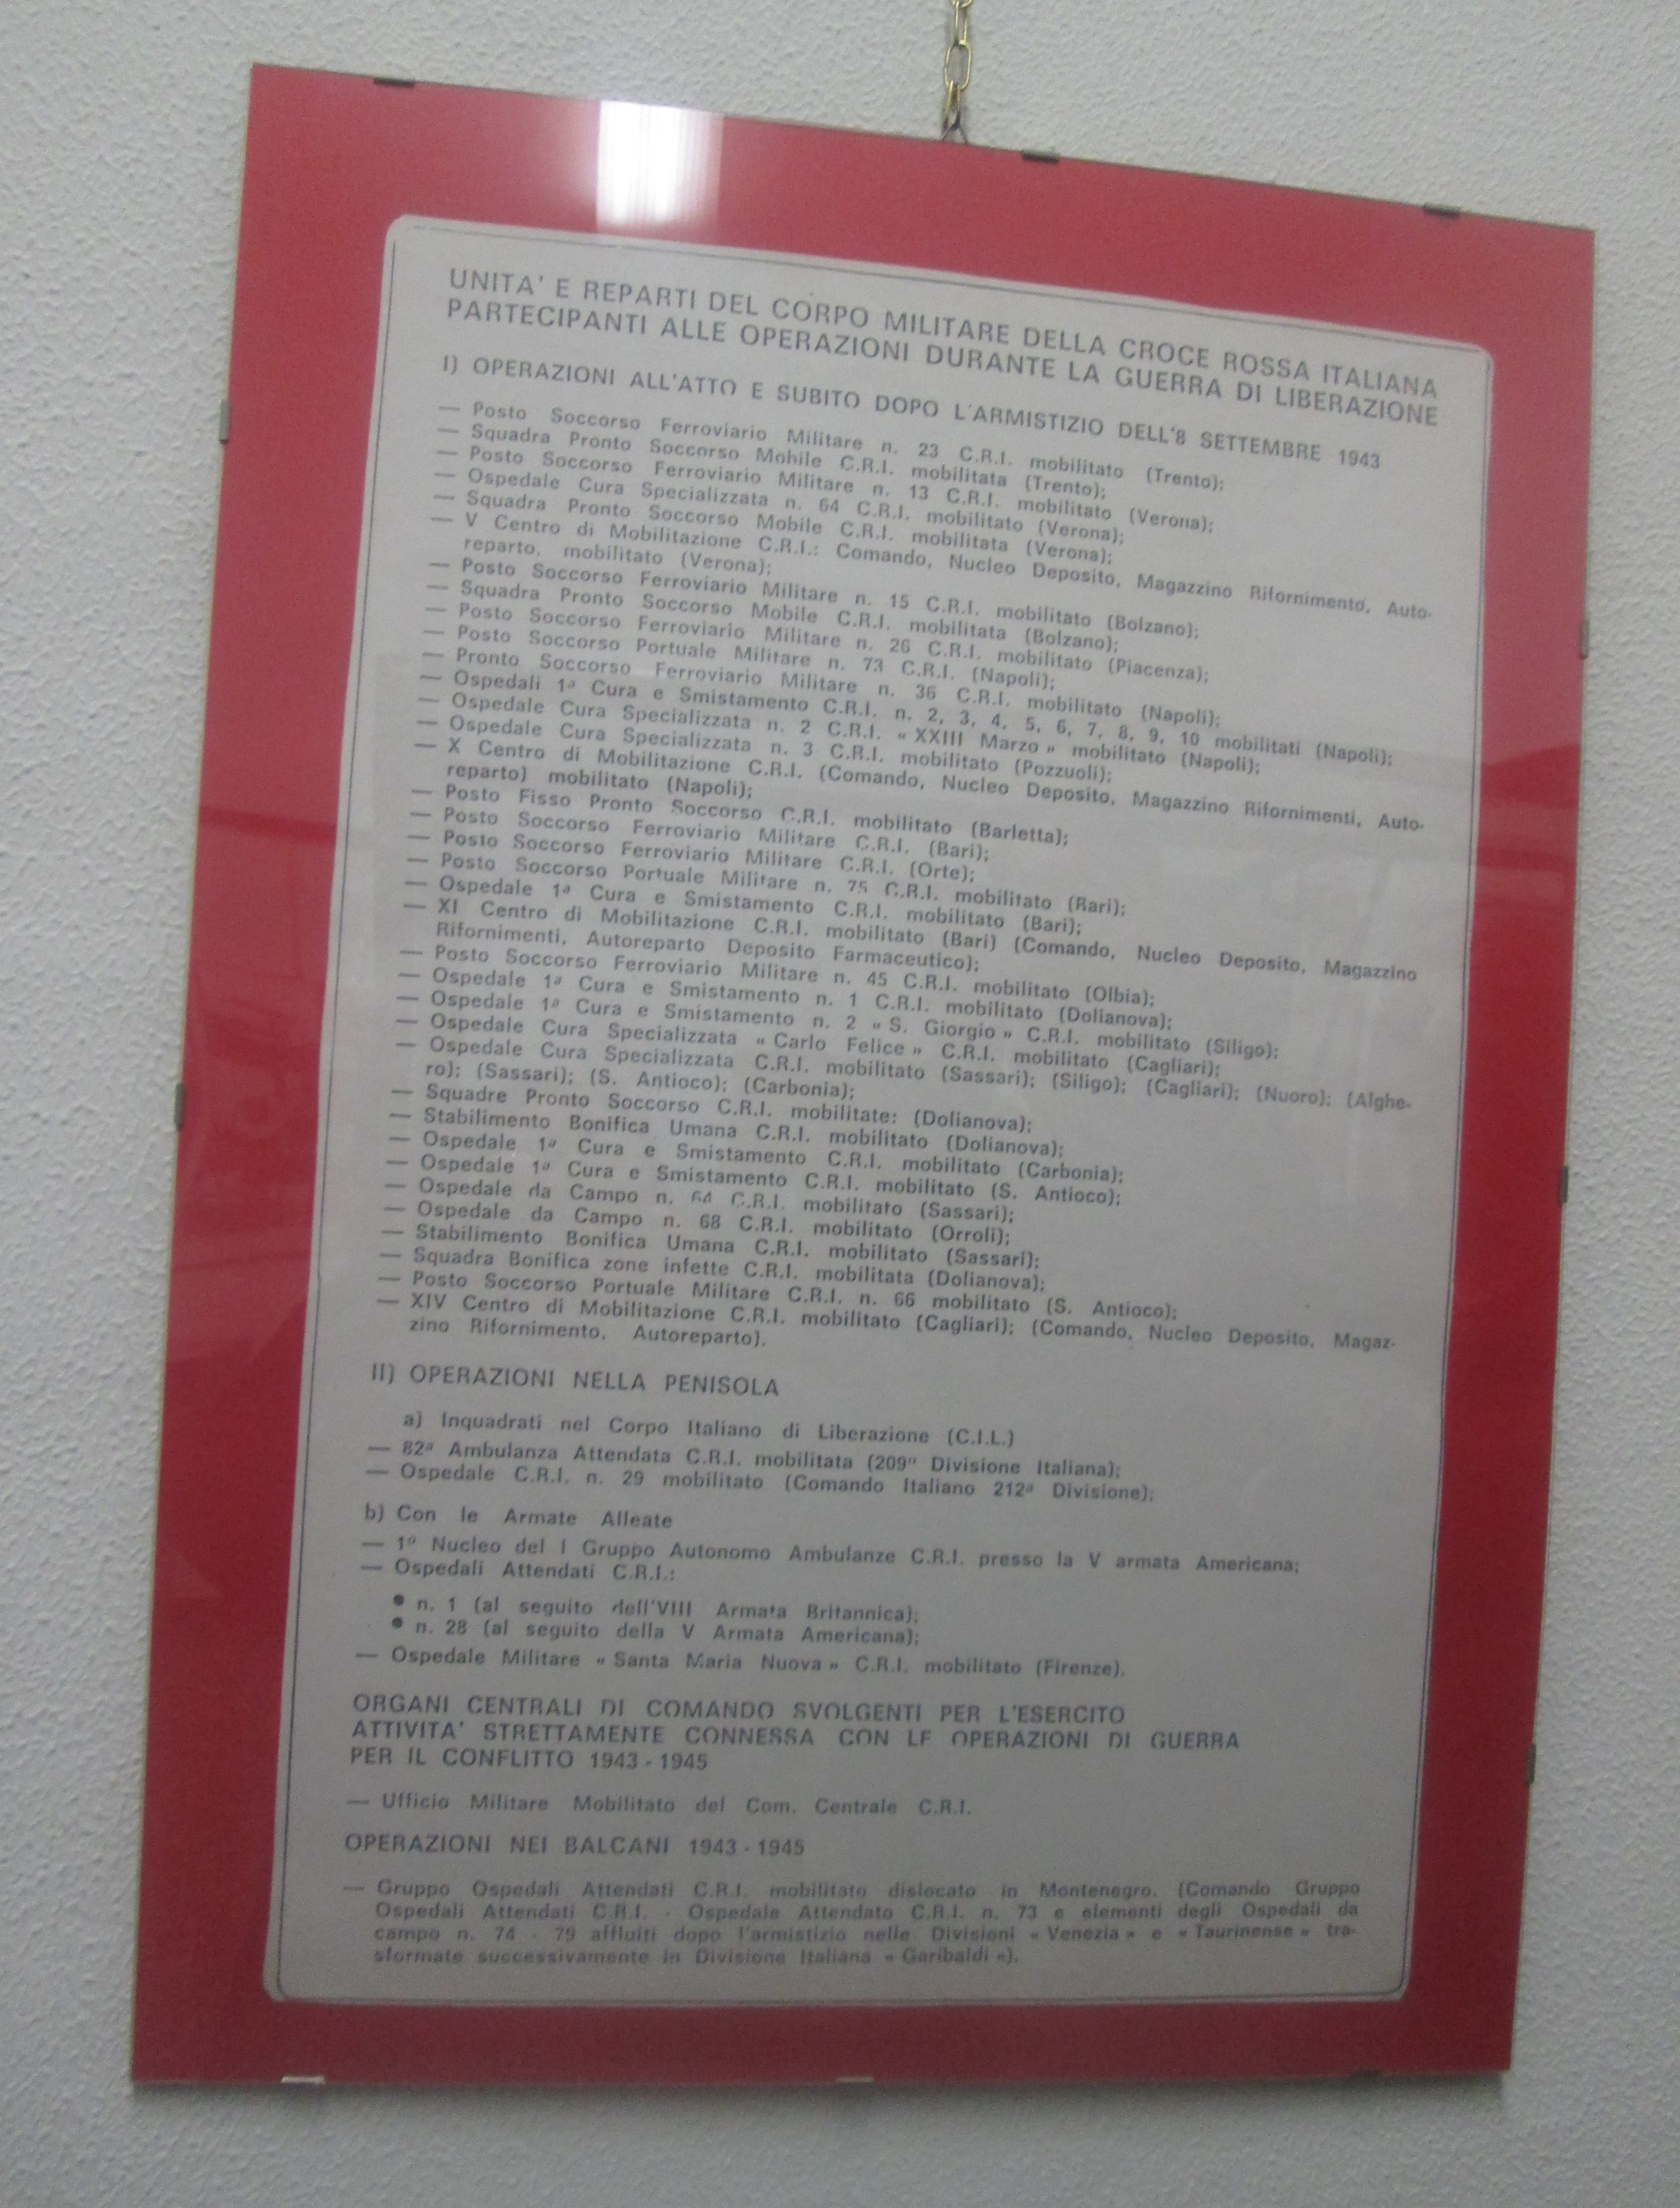 UNITA' E REPARTI DEL CORPO MILITARE DELLA CROCE ROSSA ITALIANA
PARTECIPANTI ALLE OPERAZIONI DURANTE LA GUERRA DI LIBERAZIONE
I) OPERAZIONI ALL'ATTO E SUBITO DOPO L'ARMISTIZIO DELL'8 SETTEMBRE 1943
— Posto Soccorso Ferroviario Militare n. 23 C.R.I. mobilitato (Trento);
— Squadra Pronto Soccorso Mobile C.R.I. mobilitata (Trento);
— Posto Soccorso Ferroviario Militare n. 13 C.R.I. mobilitato (Verona);
— Ospedale Cura Specializzata n. 64 C.R.I. mobilitato (Verona);
— Squadra Pronto Soccorso Mobile C.R.I. mobilitata (Verona);
— V Centro di Mobilitazione C.R.I.: Comando, Nucleo Deposito, Magazzino Rifornimento, Auto-
reparto, mobilitato (Verona);
— Posto Soccorso Ferroviario Militare n. 15 C.R.I. mobilitato (Bolzano);
— Squadra Pronto Soccorso Mobile C.R.I. mobilitata (Bolzano);
— Posto Soccorso Ferroviario Militare n. 26 C.R.I. mobilitato (Piacenza);
— Posto Soccorso Portuale Militare n. 73 C.R.I. (Napoli);
— Pronto Soccorso Ferroviario Militare n. 36 C.R.I. mobilitato (Napoli);
— Ospedali 1ª Cura e Smistamento C.R.I. n. 2, 3, 4, 5, 6, 7, 8, 9, 10 mobilitati (Napoli);
— Ospedale Cura Specializzata n. 2 C.R.I. « XXIII Marzo » mobilitato (Napoli);
— Ospedale Cura Specializzata n. 3 C.R.I. mobilitato (Pozzuoli);
— X Centro di Mobilitazione C.R.I. (Comando, Nucleo Deposito, Magazzino Rifornimenti, Auto-
reparto) mobilitato (Napoli);
— Posto Fisso Pronto Soccorso C.R.I. mobilitato (Barletta);
— Posto Soccorso Ferroviario Militare C.R.I. (Bari);
— Posto Soccorso Ferroviario Militare C.R.I. (Orte);
— Posto Soccorso Portuale Militare n. 75 C.R.I. mobilitato (Bari);
— Ospedale 1ª Cura e Smistamento C.R.I. mobilitato (Bari);
— XI Centro di Mobilitazione C.R.I. mobilitato (Bari) (Comando, Nucleo Deposito, Magazzino
Rifornimenti, Autoreparto Deposito Farmaceutico);
— Posto Soccorso Ferroviario Militare n. 45 C.R.I. mobilitato (Olbia);
— Ospedale 1ª Cura e Smistamento n. 1 C.R.I. mobilitato (Dolianova);
— Ospedale 1ª Cura e Smistamento n. 2 « S. Giorgio » C.R.I. mobilitato (Siligo);
— Ospedale Cura Specializzata « Carlo Felice » C.R.I. mobilitato (Cagliari);
— Ospedale Cura Specializzata C.R.I. mobilitato (Sassari); (Siligo); (Cagliari); (Nuoro); (Alghe-
ro); (Sassari); (S. Antioco); (Carbonia);
— Squadre Pronto Soccorso C.R.I. mobilitate: (Dolianova);
— Stabilimento Bonifica Umana C.R.I. mobilitato (Dolianova);
— Ospedale 1ª Cura e Smistamento C.R.I. mobilitato (Carbonia);
— Ospedale 1ª Cura e Smistamento C.R.I. mobilitato (S. Antioco);
— Ospedale da Campo n. 64 C.R.I. mobilitato (Sassari);
— Ospedale da Campo n. 68 C.R.I. mobilitato (Orroli);
— Stabilimento Bonifica Umana C.R.I. mobilitato (Sassari);
— Squadra Bonifica zone infette C.R.I. mobilitata (Dolianova);
— Posto Soccorso Portuale Militare C.R.I. n. 66 mobilitato (S. Antioco);
— XIV Centro di Mobilitazione C.R.I. mobilitato (Cagliari); (Comando, Nucleo Deposito, Magaz-
zino Rifornimento, Autoreparto).
II) OPERAZIONI NELLA PENISOLA
a) Inquadrati nel Corpo Italiano di Liberazione (C.I.L.)
— 82ª Ambulanza Attendata C.R.I. mobilitata (209ª Divisione Italiana);
— Ospedale C.R.I. n. 29 mobilitato (Comando Italiano 212ª Divisione);
b) Con le Armate Alleate
— 1º Nucleo del I Gruppo Autonomo Ambulanze C.R.I. presso la V armata Americana;
— Ospedali Attendati C.R.I.:
● n. 1 (al seguito dell'VIII Armata Britannica);
● n. 28 (al seguito della V Armata Americana);
— Ospedale Militare « Santa Maria Nuova » C.R.I. mobilitato (Firenze).
ORGANI CENTRALI DI COMANDO SVOLGENTI PER L'ESERCITO
ATTIVITA' STRETTAMENTE CONNESSA CON LE OPERAZIONI DI GUERRA
PER IL CONFLITTO 1943 - 1945
— Ufficio Militare Mobilitato del Com. Centrale C.R.I.
OPERAZIONI NEI BALCANI 1943 - 1945
— Gruppo Ospedali Attendati C.R.I. mobilitato dislocato in Montenegro. (Comando Gruppo
Ospedali Attendati C.R.I. - Ospedale Attendato C.R.I. n. 73 e elementi degli Ospedali da
campo n. 74 - 79 affluiti dopo l'armistizio nelle Divisioni « Venezia » e « Taurinense » tra-
sformate successivamente in Divisione Italiana « Garibaldi »).